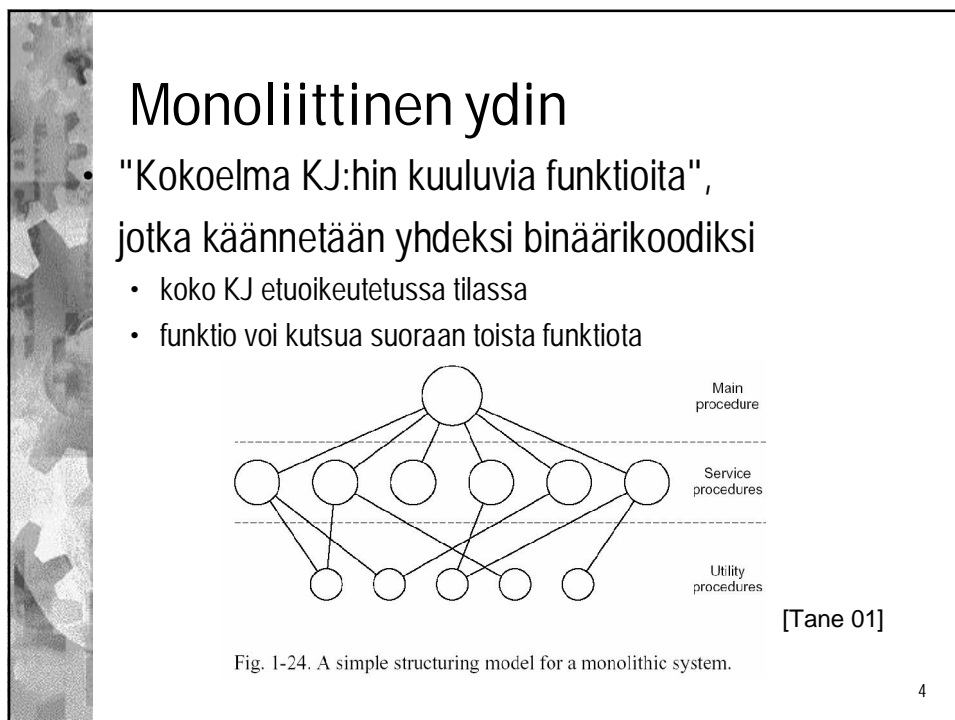 Monoliittinen ydin
• "Kokoelma KJ:hin kuuluvia funktioita",
jotka käännetään yhdeksi binäärikoodiksi
• koko KJ etuoikeutetussa tilassa
• funktio voi kutsua suoraan toista funktiota
Main
procedure
Service
procedures
Utility
procedures
[Tane 01]
Fig. 1-24. A simple structuring model for a monolithic system.
4